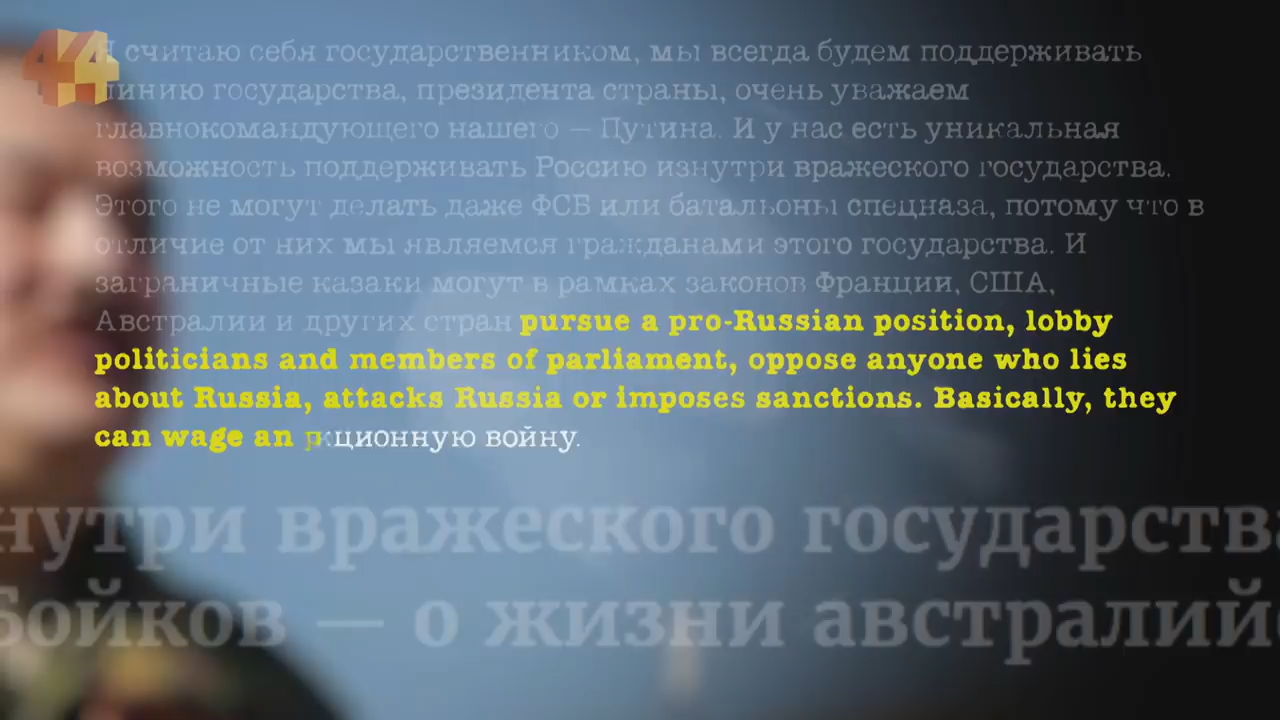 44
Я считаю себя государственником, мы всегда будем поддерживать
линию государства, президента страны, очень уважаем
главнокомандующего нашего — Путина. И у нас есть уникальная
возможность поддерживать Россию изнутри вражеского государства.
Этого не могут делать даже ФСБ или батальоны спецназа, потому что в
отличие от них мы являемся гражданами этого государства. И
заграничные казаки могут в рамках законов Франции, США,
Австралии и других стран pursue a pro-Russian position, lobby
politicians and members of parliament, oppose anyone who lies
about Russia, attacks Russia or imposes sanctions. Basically, they
can wage an кционную войну.
нутри вражеского государства
Бойков — о жизни австралийс